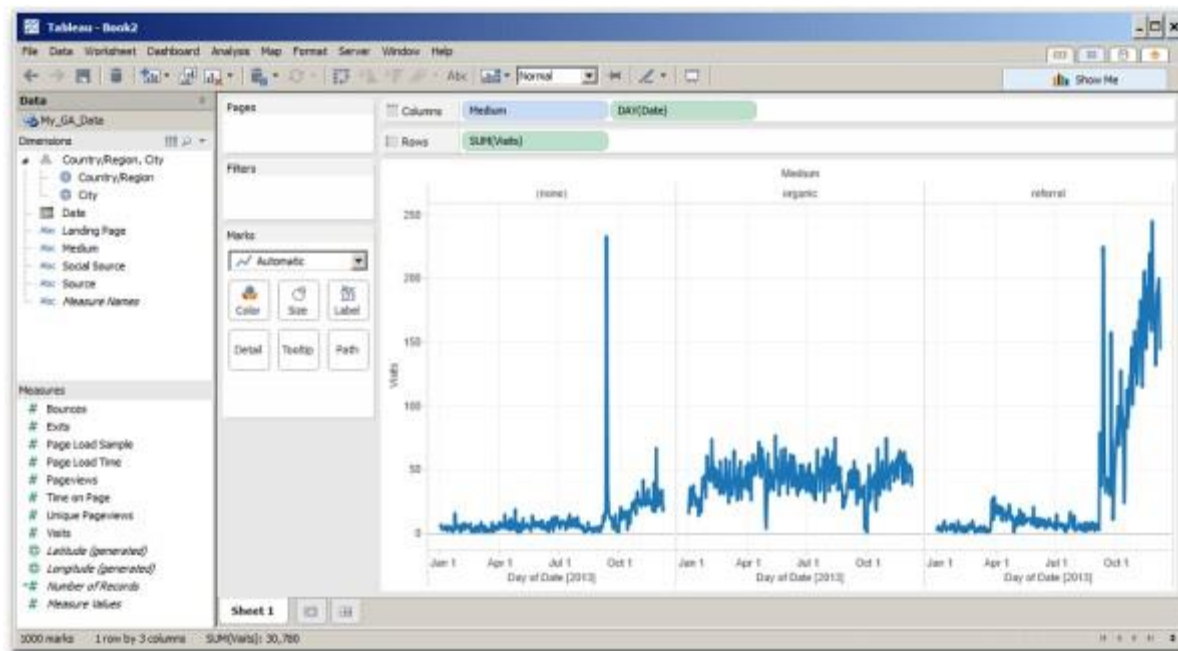 Tableau - Book2
File Data Worksheet Dashboard Analysis Map Format Server Window Help
Abc Normal Show Me
Data
My_GA_Data
Dimensions
Country/Region, City
Country/Region
City
Date
Abc Landing Page
Abc Medium
Abc Social Source
Abc Source
Abc Measure Names
Measures
# Bounces
# Exits
# Page Load Sample
# Page Load Time
# Pageviews
# Time on Page
# Unique Pageviews
# Visits
Latitude (generated)
Longitude (generated)
# Number of Records
# Measure Values
Pages
Filters
Marks
Automatic
Color Size Label
Detail Tooltip Path
Columns Medium DAY(Date)
Rows SUM(Visits)
Medium
(none) organic referral
250
200
150
100
50
0
Visits
Jan 1 Apr 1 Jul 1 Oct 1 Jan 1 Apr 1 Jul 1 Oct 1 Jan 1 Apr 1 Jul 1 Oct 1
Day of Date [2013] Day of Date [2013] Day of Date [2013]
Sheet 1
1000 marks 1 row by 3 columns SUM(Visits): 30,780